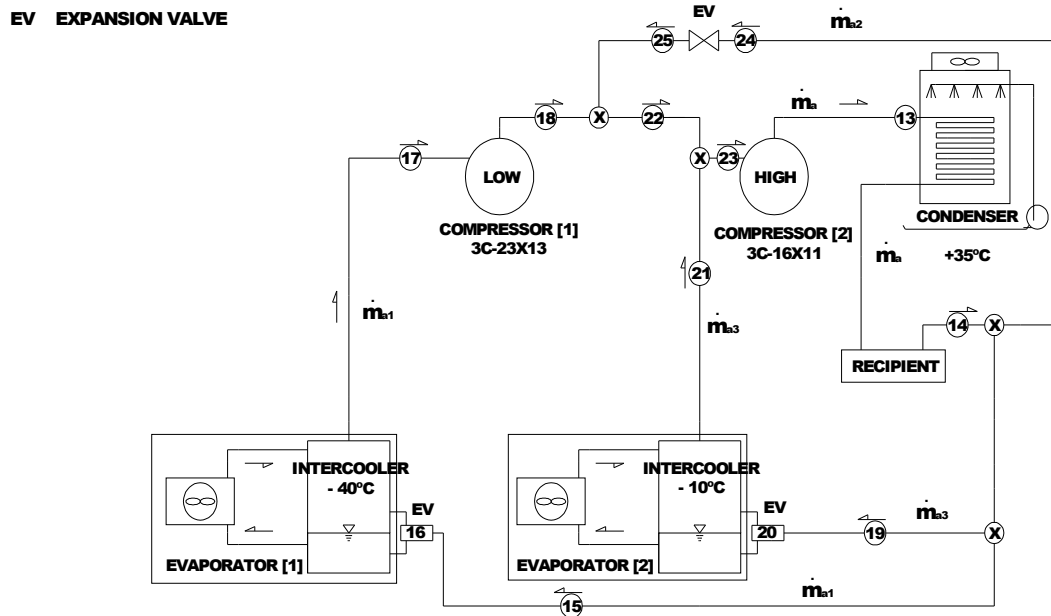 EV EXPANSION VALVE
EV
25
24
ṁa2
18
X
22
ṁa
13
17
LOW
X
23
HIGH
COMPRESSOR [1]
3C-23X13
COMPRESSOR [2]
3C-16X11
CONDENSER
+35ºC
ṁa
21
ṁa1
ṁa3
14
X
RECIPIENT
INTERCOOLER
- 40ºC
INTERCOOLER
- 10ºC
EV
16
EV
20
19
ṁa3
X
EVAPORATOR [1]
EVAPORATOR [2]
15
ṁa1